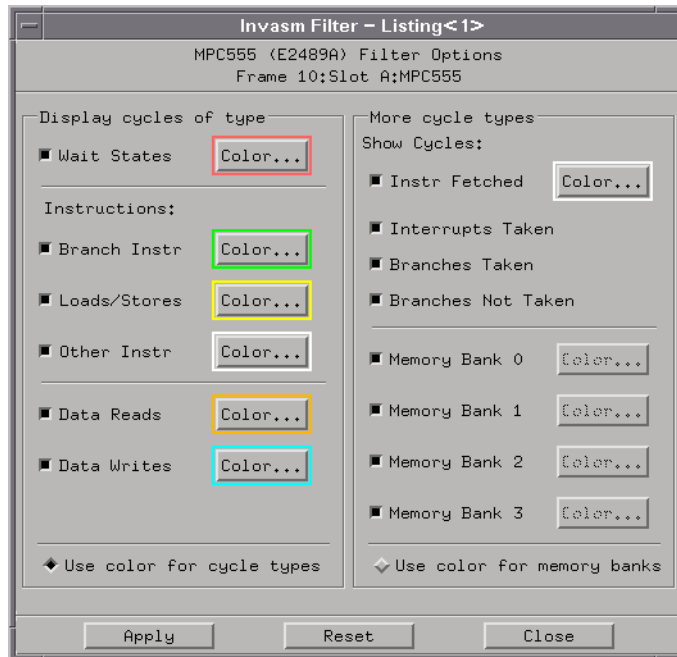 Invasm Filter – Listing<1>
MPC555 (E2489A) Filter Options
Frame 10:Slot A:MPC555
Display cycles of type
Wait States Color...
Instructions:
Branch Instr Color...
Loads/Stores Color...
Other Instr Color...
Data Reads Color...
Data Writes Color...
Use color for cycle types
More cycle types
Show Cycles:
Instr Fetched Color...
Interrupts Taken
Branches Taken
Branches Not Taken
Memory Bank 0 Color...
Memory Bank 1 Color...
Memory Bank 2 Color...
Memory Bank 3 Color...
Use color for memory banks
Apply Reset Close